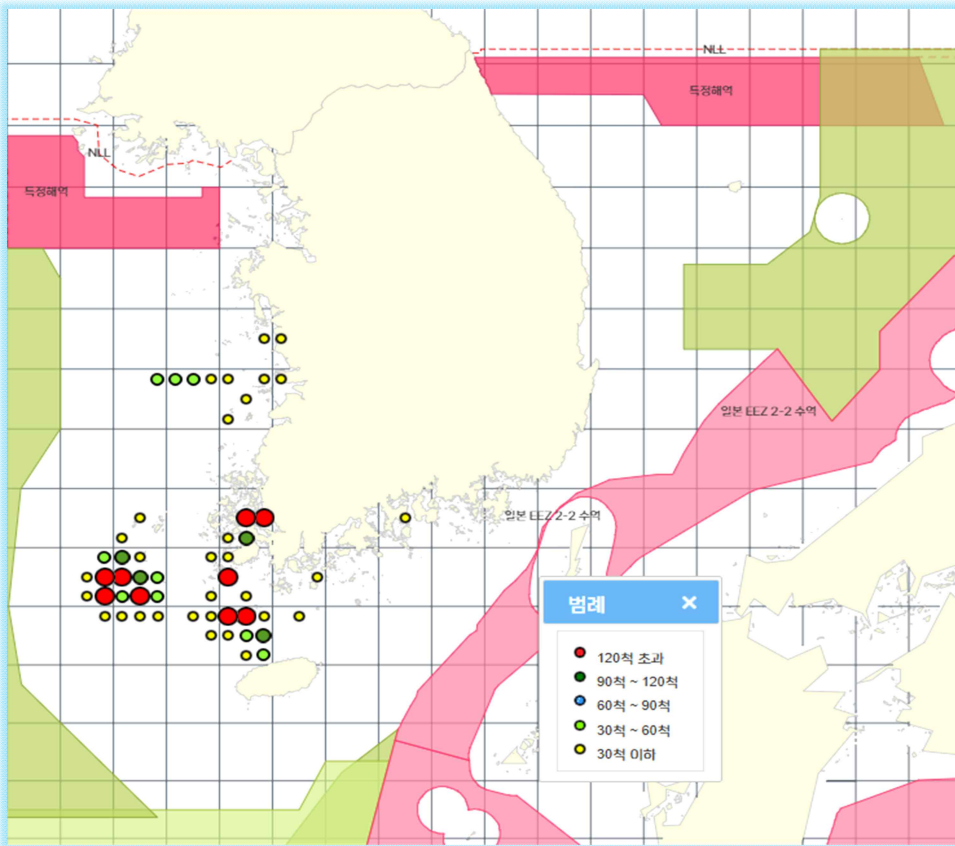 NLL
특정해역
NLL
특정해역
일본 EEZ 2-2 수역
일본 EEZ 2-2 수역
범례
120척 초과
90척 ~ 120척
60척 ~ 90척
30척 ~ 60척
30척 이하